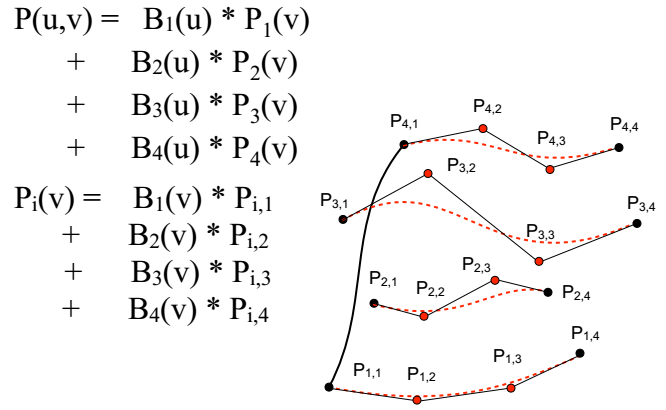 P(u,v) = B₁(u) * P₁(v)
+ B₂(u) * P₂(v)
+ B₃(u) * P₃(v)
+ B₄(u) * P₄(v)
Pᵢ(v) = B₁(v) * Pᵢ,₁
+ B₂(v) * Pᵢ,₂
+ B₃(v) * Pᵢ,₃
+ B₄(v) * Pᵢ,₄
P₄,₁
P₄,₂
P₄,₃
P₄,₄
P₃,₁
P₃,₂
P₃,₃
P₃,₄
P₂,₁
P₂,₂
P₂,₃
P₂,₄
P₁,₁
P₁,₂
P₁,₃
P₁,₄